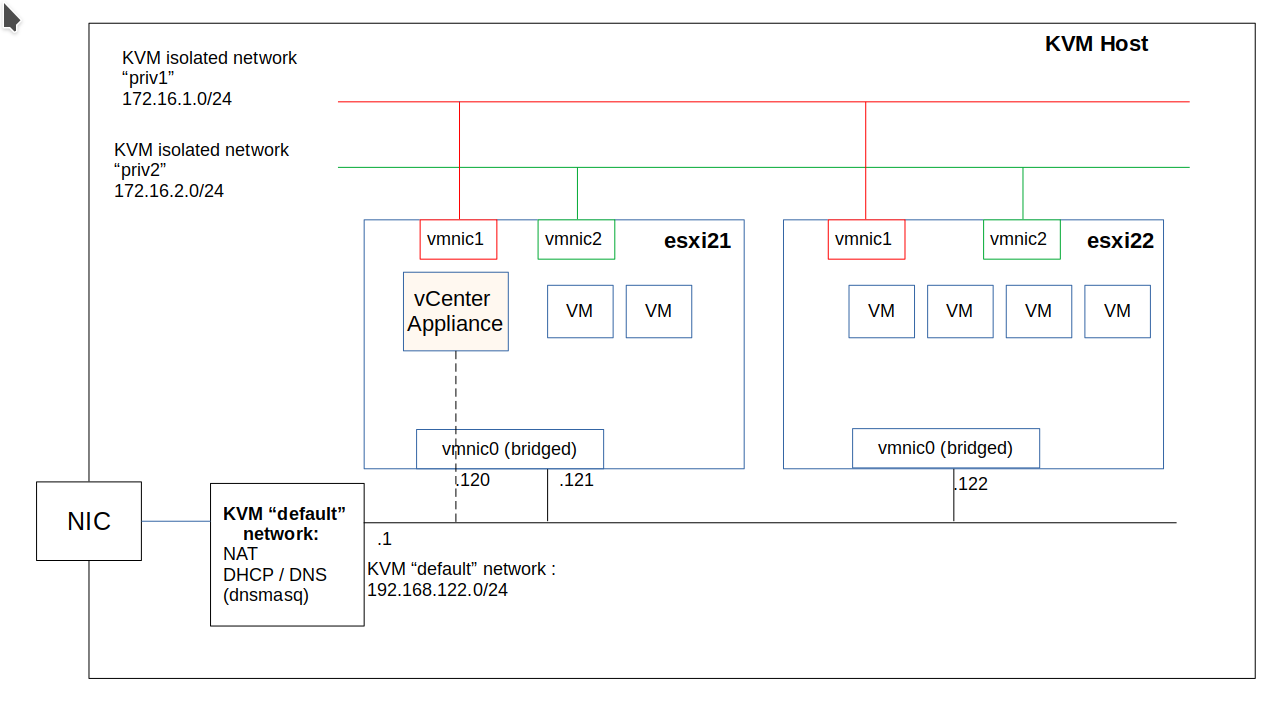 KVM Host
KVM isolated network
“priv1”
172.16.1.0/24
KVM isolated network
“priv2”
172.16.2.0/24
vmnic1
vmnic2
esxi21
vmnic1
vmnic2
esxi22
vCenter
Appliance
VM
VM
VM
VM
VM
VM
vmnic0 (bridged)
vmnic0 (bridged)
.120
.121
.122
NIC
KVM “default”
network:
NAT
DHCP / DNS
(dnsmasq)
.1
KVM “default” network :
192.168.122.0/24